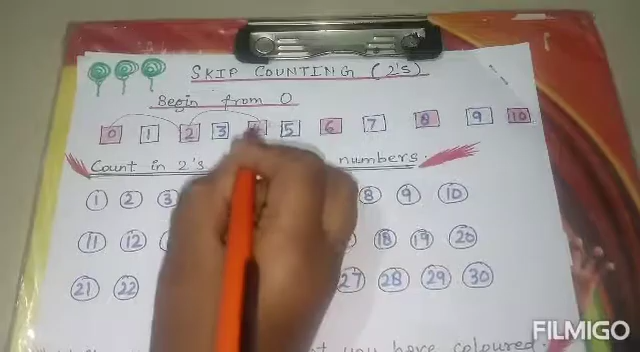 SKIP COUNTING (2'S)
Begin from 0
0 1 2 3 4 5 6 7 8 9 10
Count in 2's numbers.
1 2 3 8 9 10
11 12 18 19 20
21 22 27 28 29 30
you have coloured.
FILMIGO